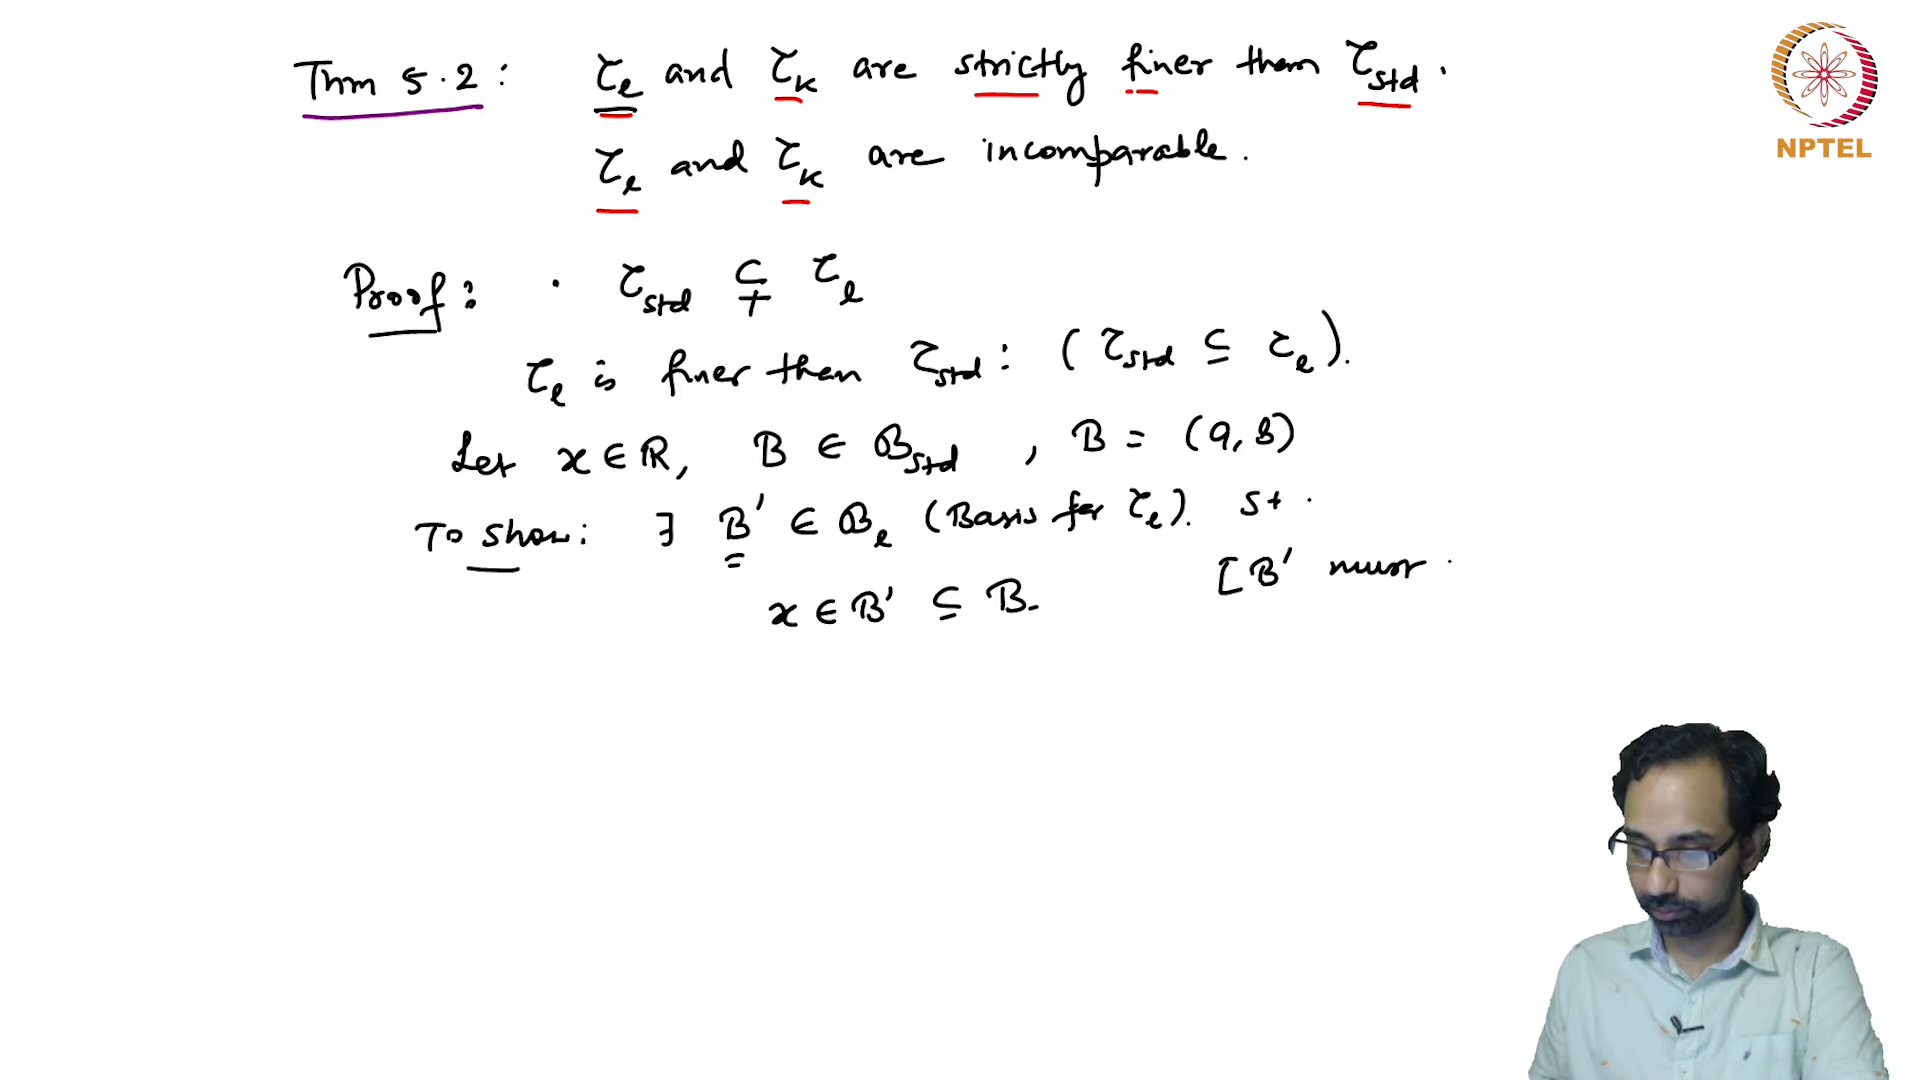 Thm 5.2: τ_l and τ_K are strictly finer than τ_std.
τ_l and τ_K are incomparable.
Proof: · τ_std ⊊ τ_l
τ_l is finer than τ_std: (τ_std ⊆ τ_l).
Let x ∈ ℝ, B ∈ ℬ_std, B = (a, b)
To show: ∃ B' ∈ ℬ_l (Basis for τ_l). st.
x ∈ B' ⊆ B.
[B' must
NPTEL